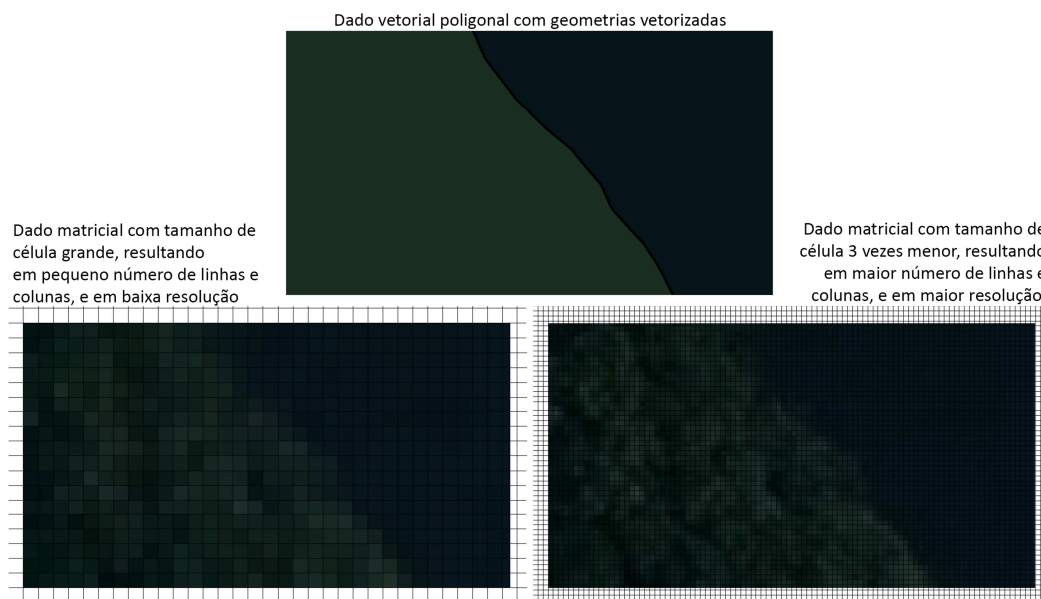 Dado vetorial poligonal com geometrias vetorizadas
Dado matricial com tamanho de
célula grande, resultando
em pequeno número de linhas e
colunas, e em baixa resolução
Dado matricial com tamanho de
célula 3 vezes menor, resultando
em maior número de linhas e
colunas, e em maior resolução